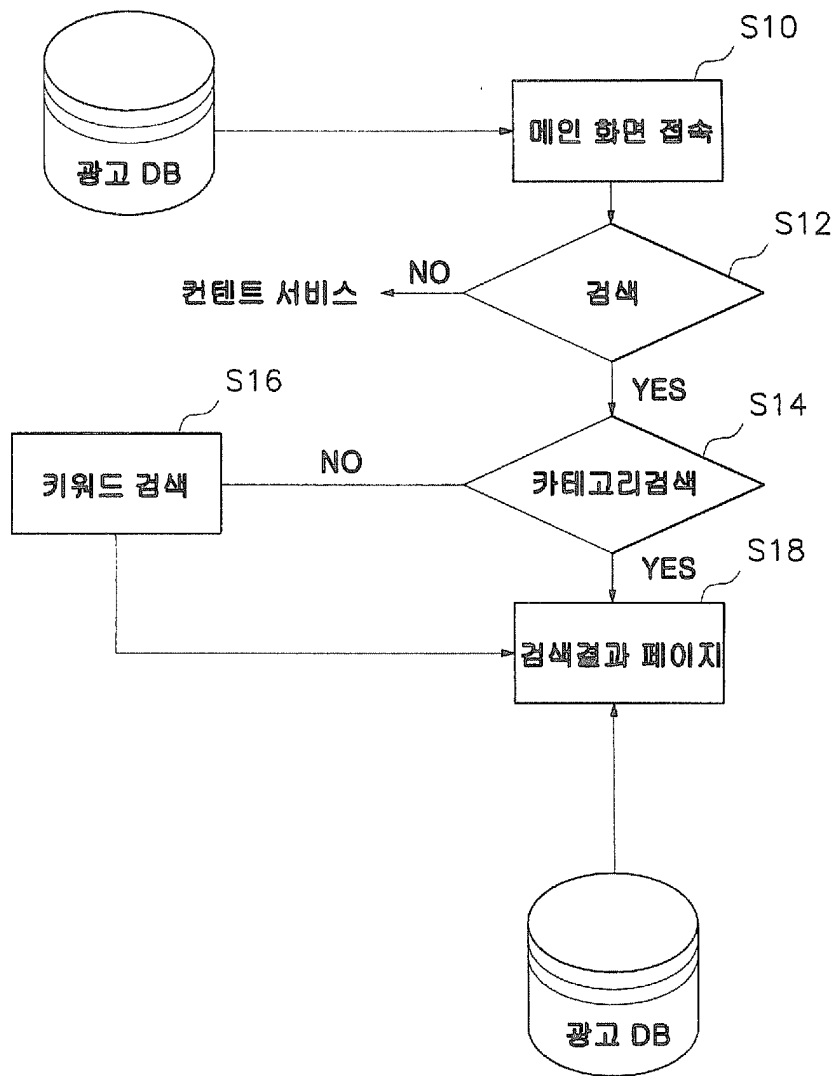 S10
메인 화면 접속
광고 DB
S12
검색
NO
컨텐트 서비스
YES
S16
S14
키워드 검색
NO
카테고리검색
YES
S18
검색결과 페이지
광고 DB